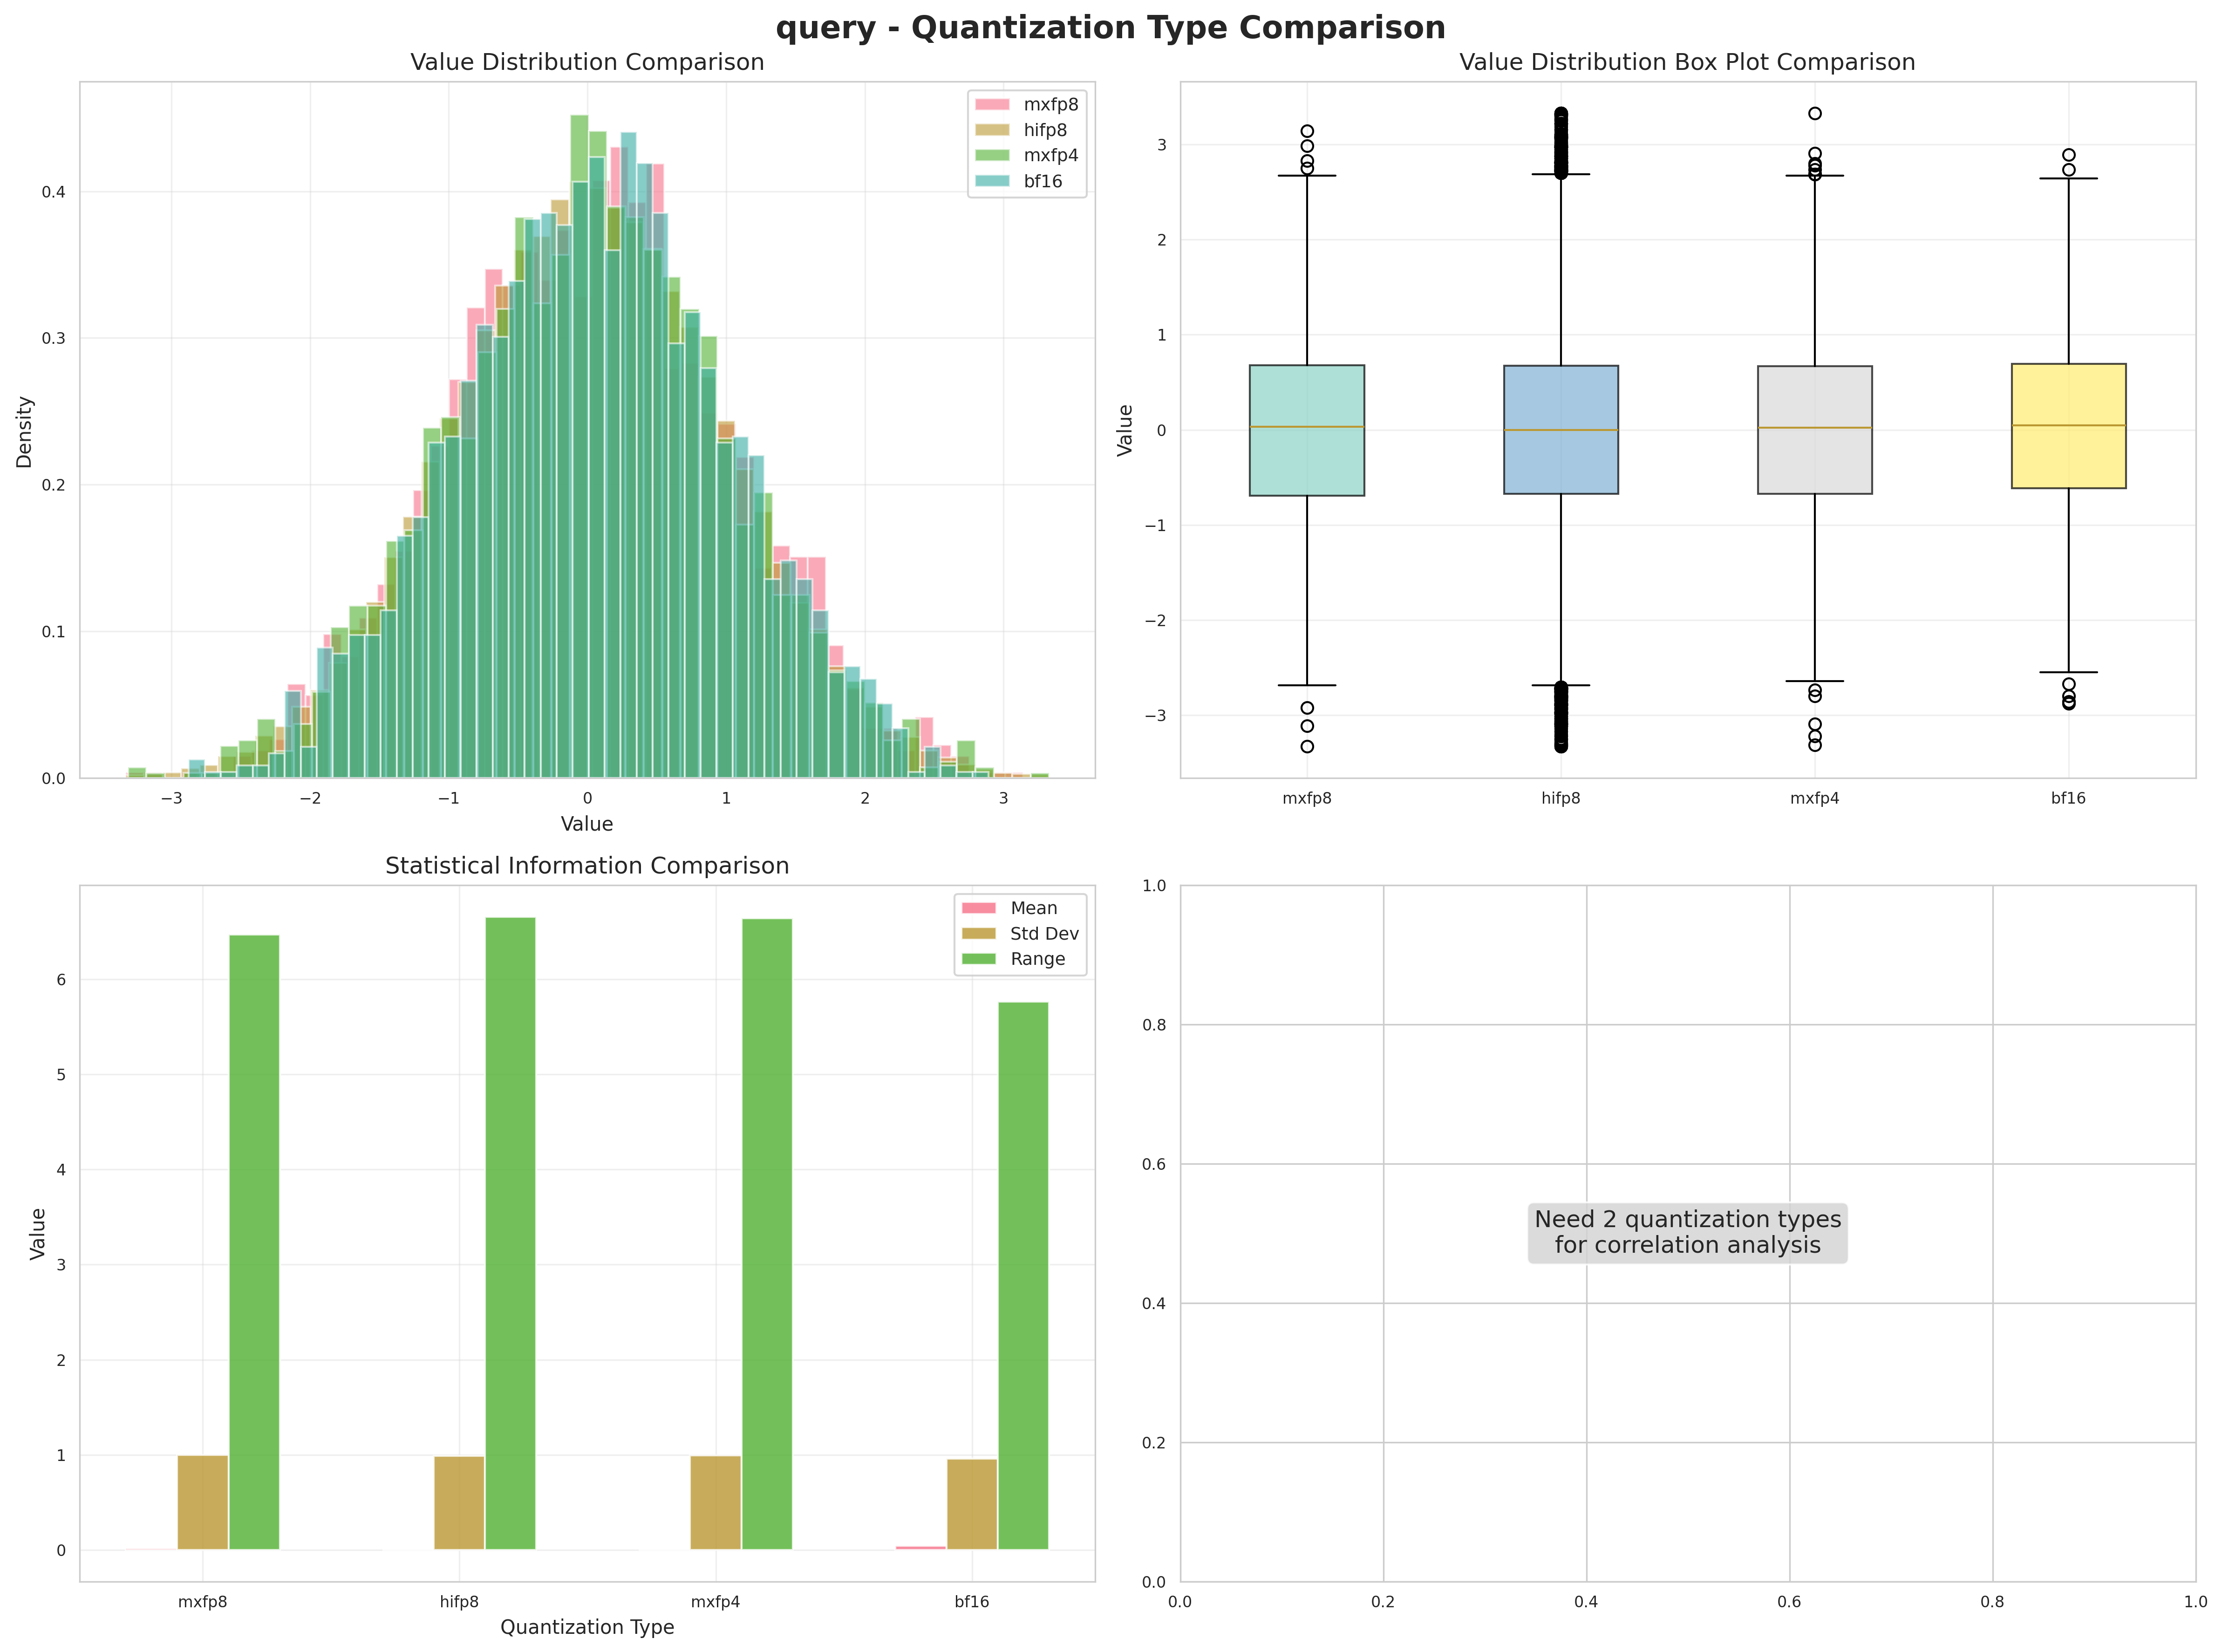 query - Quantization Type Comparison
Value Distribution Comparison
mxfp8
hifp8
mxfp4
bf16
Density
0.4
0.3
0.2
0.1
0.0
−3
−2
−1
0
1
2
3
Value
Value Distribution Box Plot Comparison
Value
3
2
1
0
−1
−2
−3
mxfp8
hifp8
mxfp4
bf16
Statistical Information Comparison
Mean
Std Dev
Range
Value
6
5
4
3
2
1
0
mxfp8
hifp8
mxfp4
bf16
Quantization Type
1.0
0.8
0.6
0.4
0.2
0.0
Need 2 quantization types
for correlation analysis
0.0
0.2
0.4
0.6
0.8
1.0